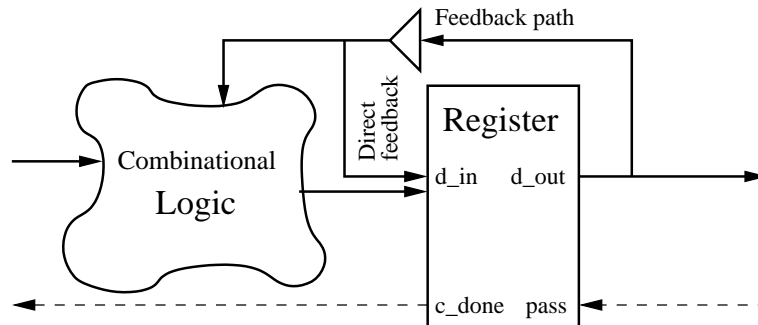 Feedback path
Direct
feedback
Register
Combinational
Logic
d_in d_out
c_done pass